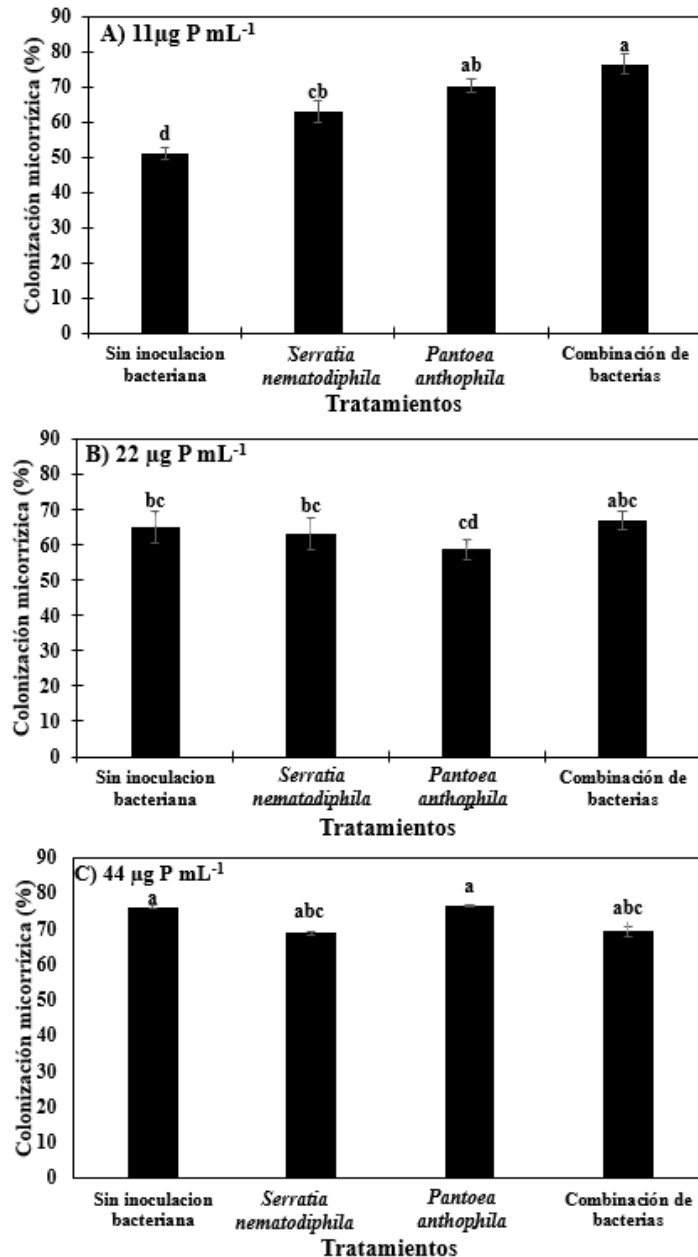 A) 11µg P mL-1
Colonización micorrízica (%)
90
80
70
60
50
40
30
20
10
0
d
cb
ab
a
Sin inoculacion
bacteriana
Serratia
nematodiphila
Pantoea
anthophila
Combinación de
bacterias
Tratamientos
B) 22 µg P mL-1
Colonización micorrízica (%)
90
80
70
60
50
40
30
20
10
0
bc
bc
cd
abc
Sin inoculacion
bacteriana
Serratia
nematodiphila
Pantoea
anthophila
Combinación de
bacterias
Tratamientos
C) 44 µg P mL-1
Colonización micorrízica (%)
90
80
70
60
50
40
30
20
10
0
a
abc
a
abc
Sin inoculacion
bacteriana
Serratia
nematodiphila
Pantoea
anthophila
Combinación de
bacterias
Tratamientos